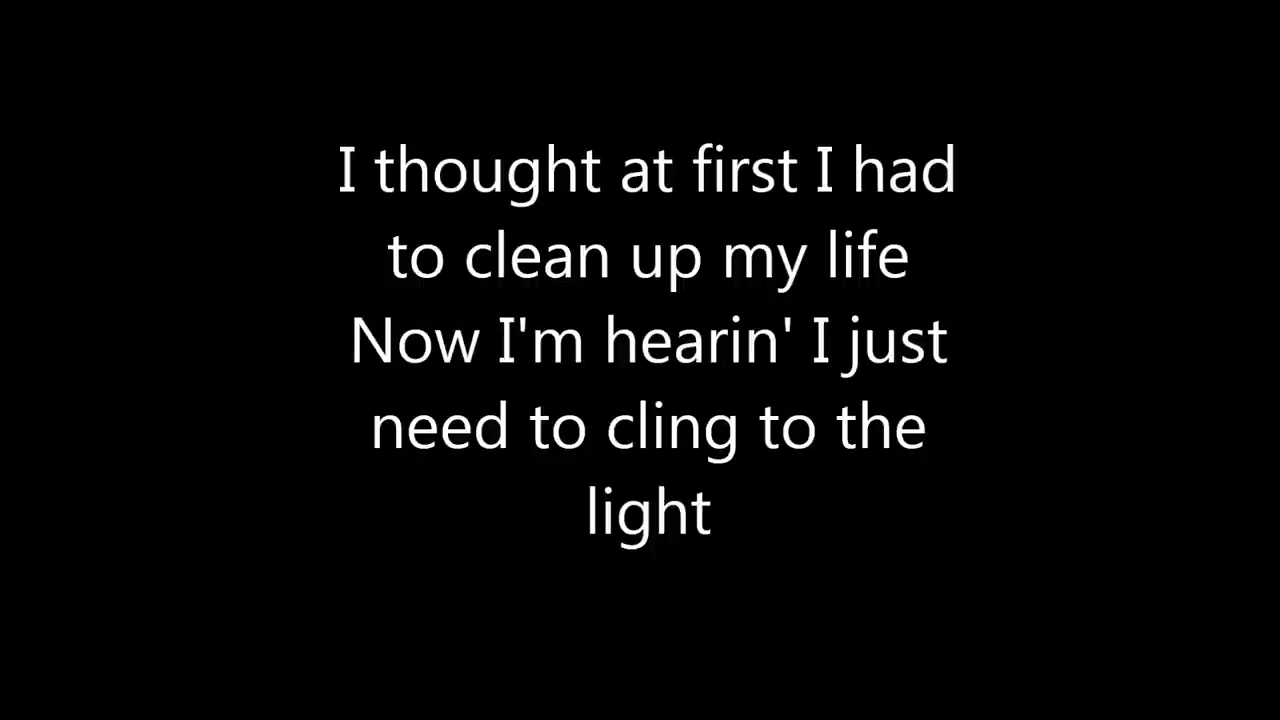 I thought at first I had
to clean up my life
Now I'm hearin' I just
need to cling to the
light